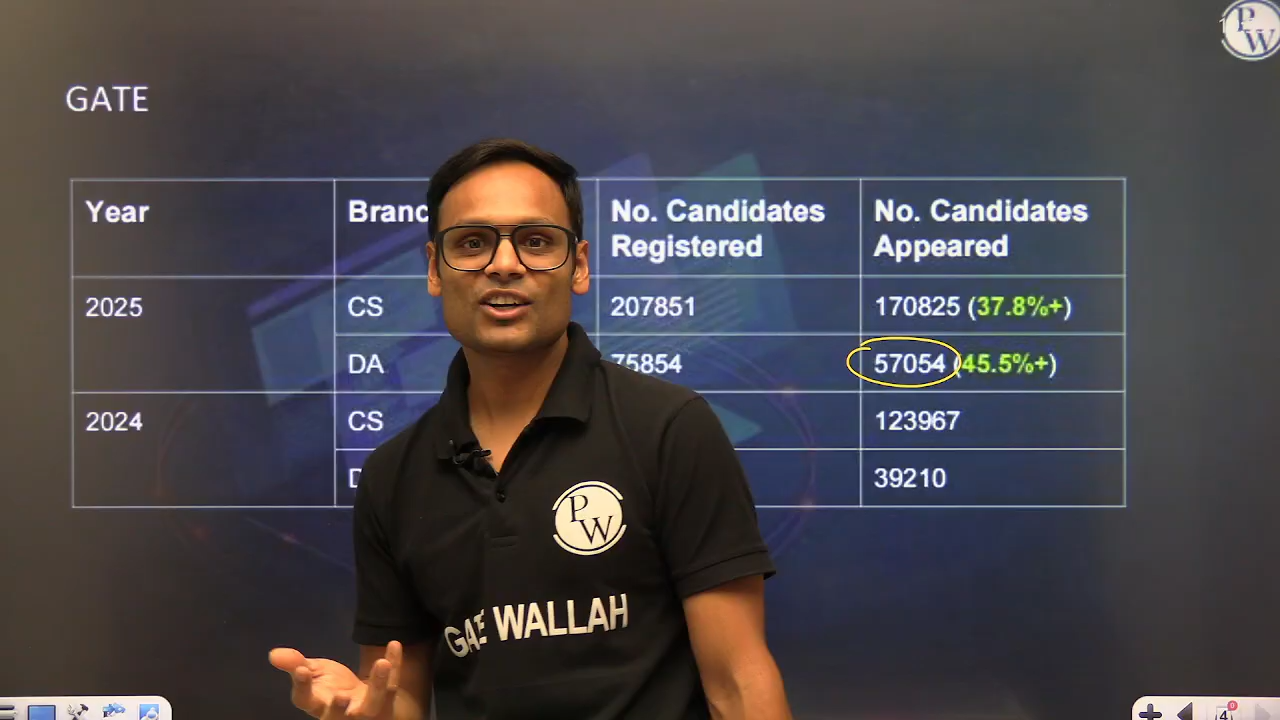 PW
GATE
Year
No. Candidates Registered
No. Candidates Appeared
2025
CS
207851
170825 (37.8%+)
DA
75854
57054 (45.5%+)
2024
CS
123967
39210
PW
GATE WALLAH
4